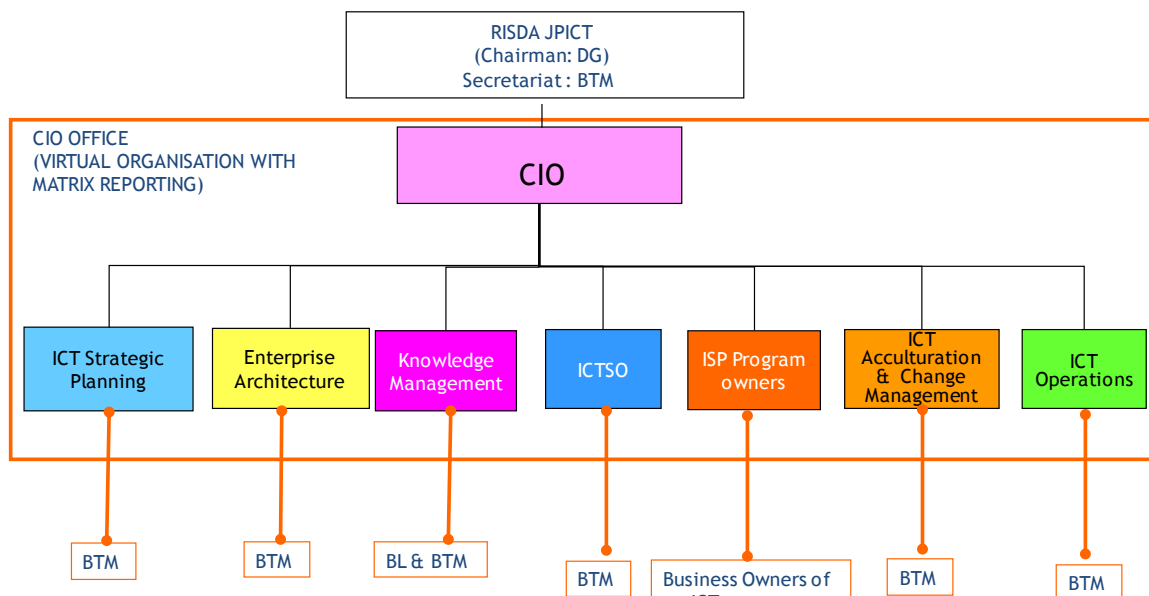 RISDA JPICT
(Chairman: DG)
Secretariat : BTM
CIO OFFICE
(VIRTUAL ORGANISATION WITH
MATRIX REPORTING)
CIO
ICT Strategic
Planning
Enterprise
Architecture
Knowledge
Management
ICTSO
ISP Program
owners
ICT
Acculturation
& Change
Management
ICT
Operations
BTM
BTM
BL & BTM
BTM
Business Owners of
ICT
BTM
BTM